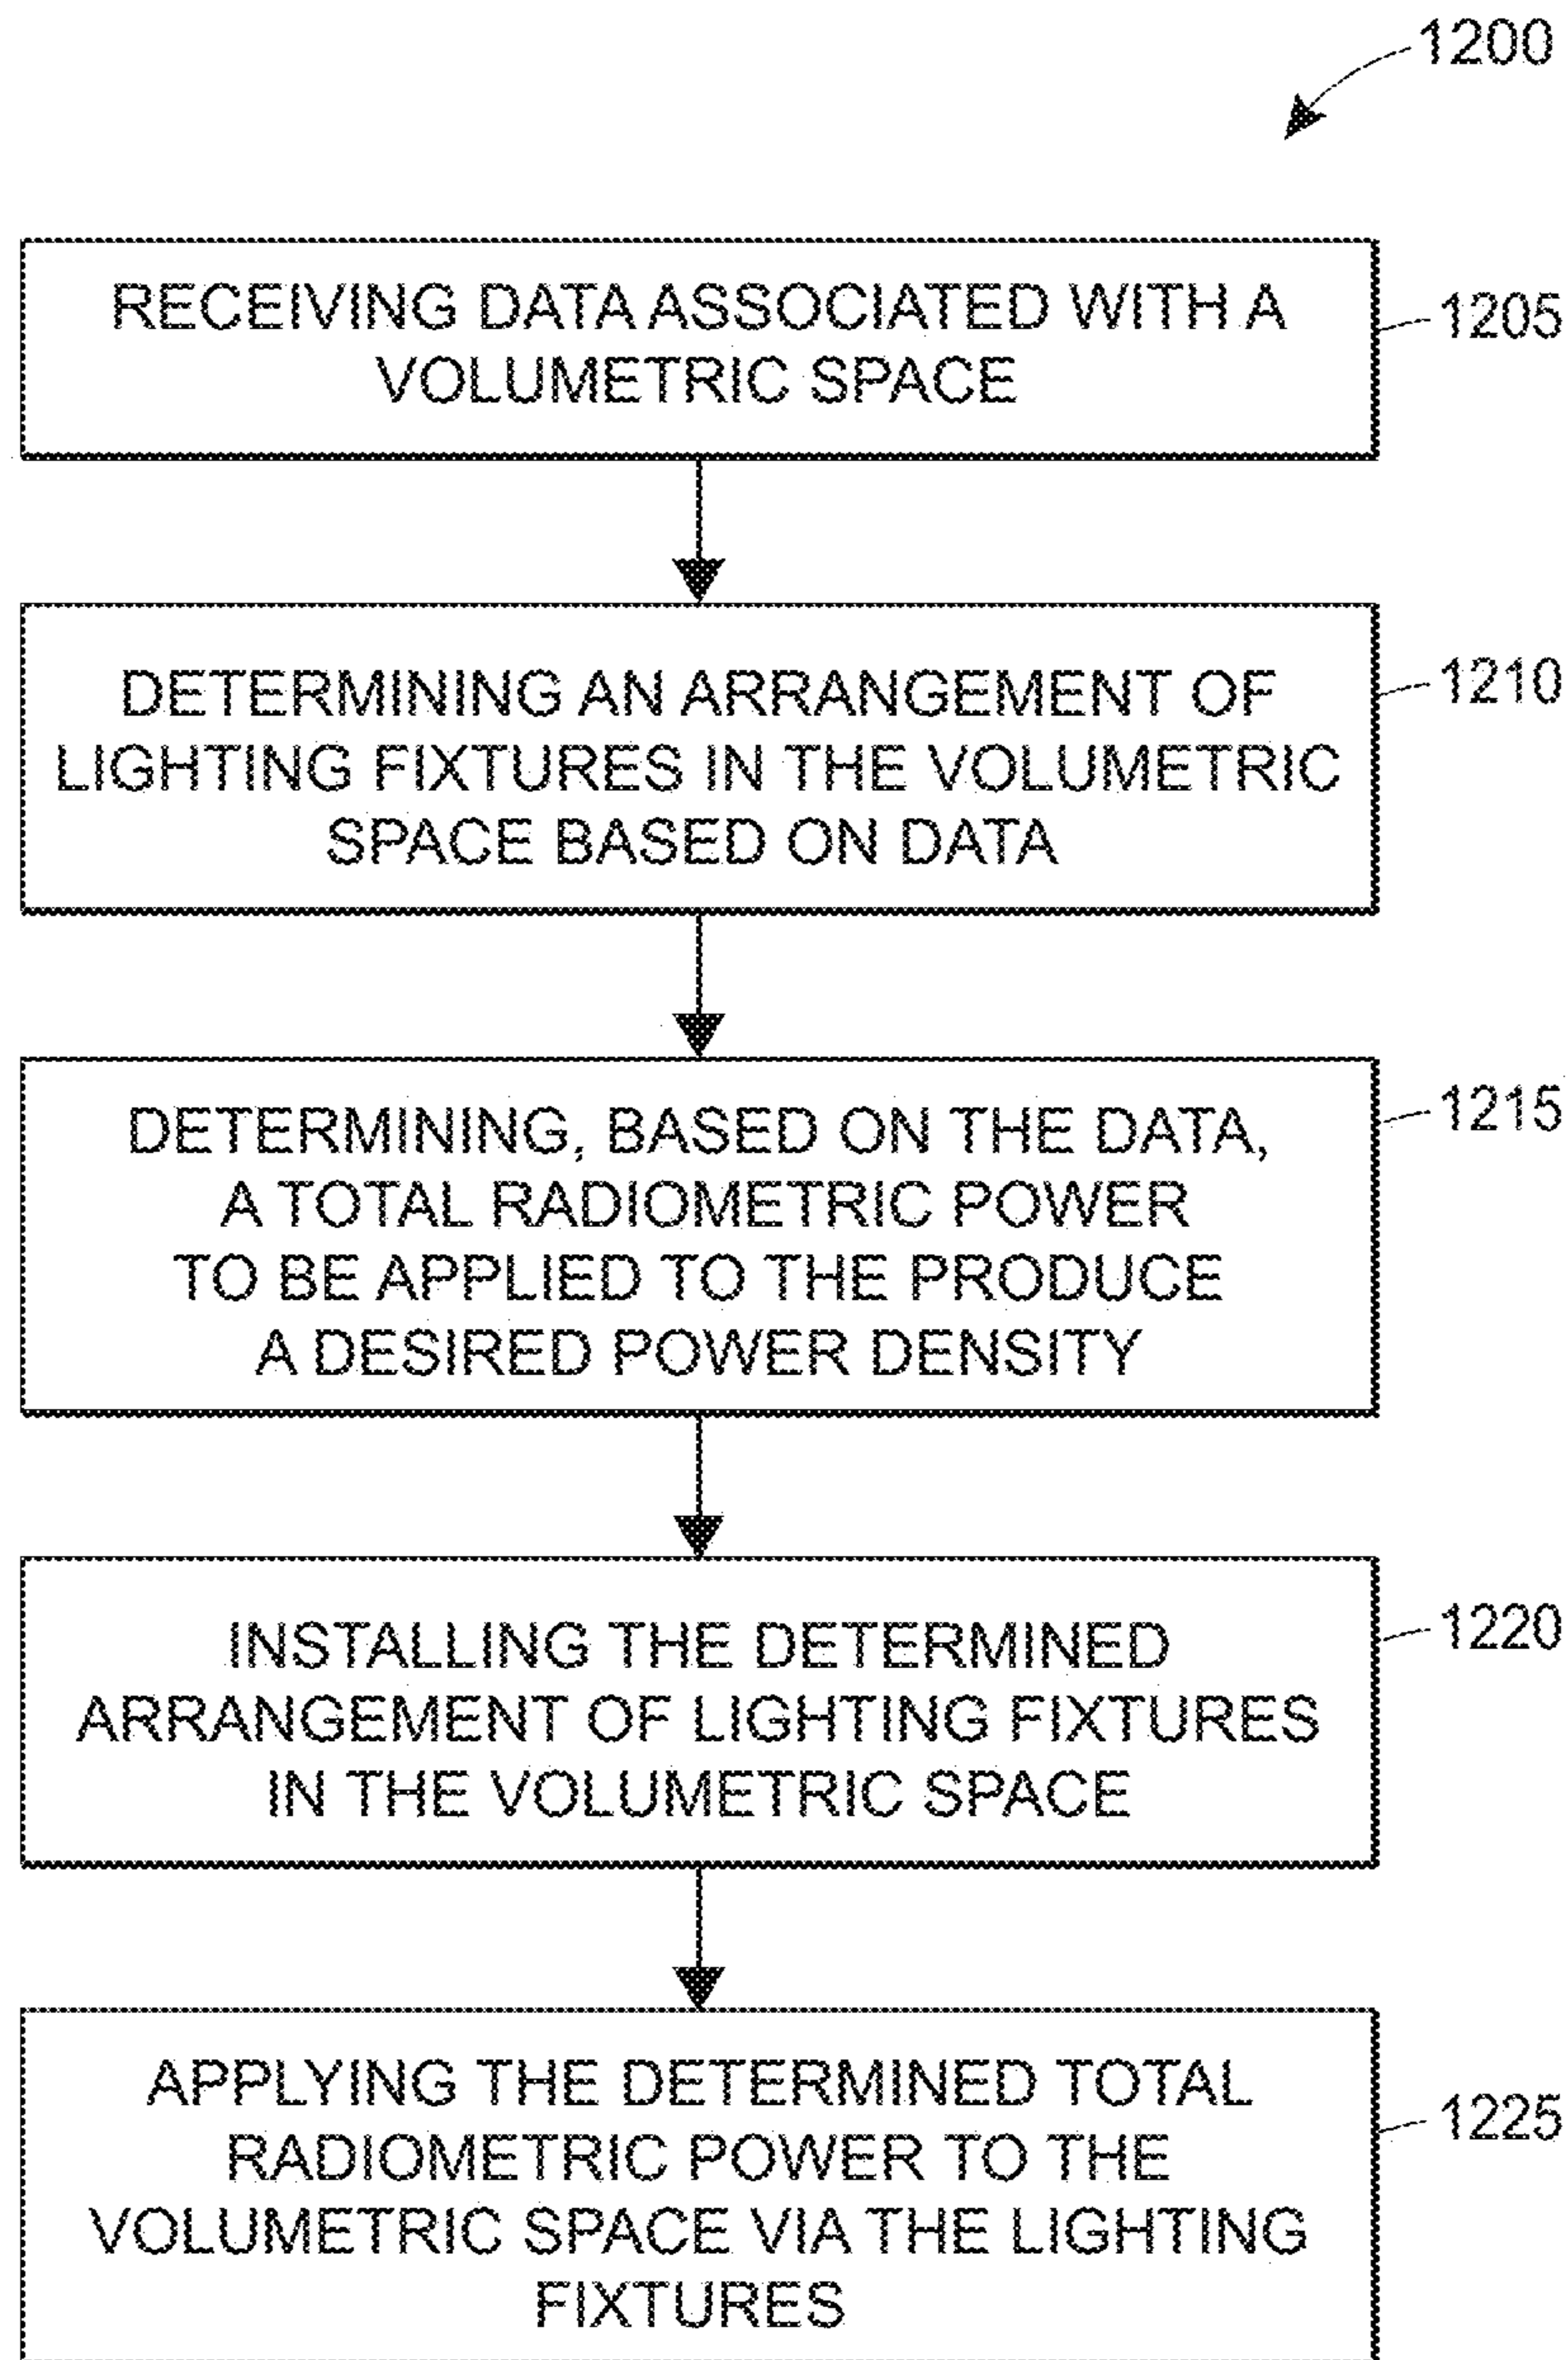 1200
RECEIVING DATA ASSOCIATED WITH A
VOLUMETRIC SPACE
1205
DETERMINING AN ARRANGEMENT OF
LIGHTING FIXTURES IN THE VOLUMETRIC
SPACE BASED ON DATA
1210
DETERMINING, BASED ON THE DATA,
A TOTAL RADIOMETRIC POWER
TO BE APPLIED TO THE PRODUCE
A DESIRED POWER DENSITY
1215
INSTALLING THE DETERMINED
ARRANGEMENT OF LIGHTING FIXTURES
IN THE VOLUMETRIC SPACE
1220
APPLYING THE DETERMINED TOTAL
RADIOMETRIC POWER TO THE
VOLUMETRIC SPACE VIA THE LIGHTING
FIXTURES
1225